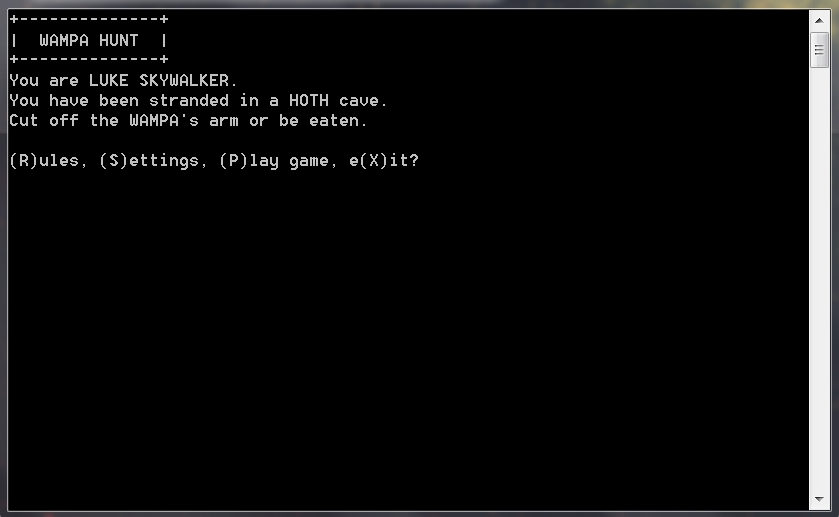 +--------------+
|  WAMPA HUNT  |
+--------------+
You are LUKE SKYWALKER.
You have been stranded in a HOTH cave.
Cut off the WAMPA's arm or be eaten.
(R)ules, (S)ettings, (P)lay game, e(X)it?